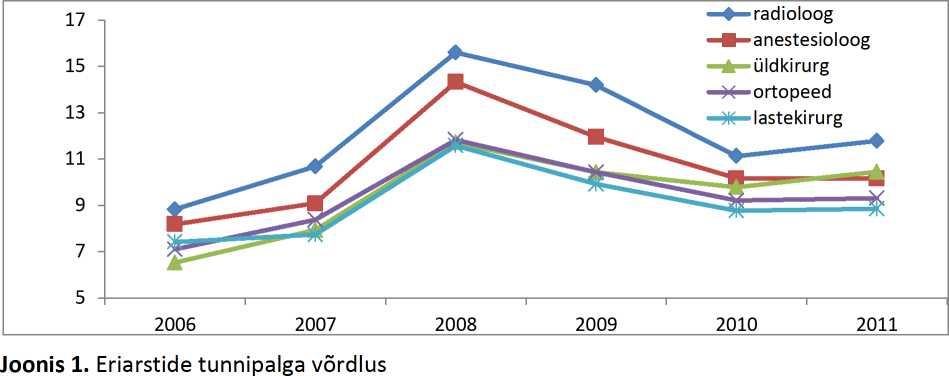 17
15
13
11
9
7
5
radioloog
anestesioloog
üldkirurg
ortopeed
lastekirurg
2006 2007 2008 2009 2010 2011
Joonis 1. Eriarstide tunnipalga võrdlus